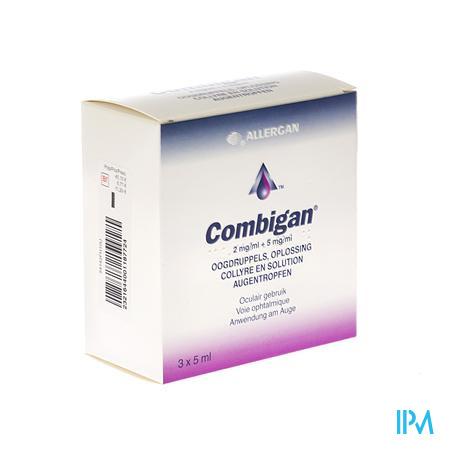 ALLERGAN
Combigan®
2 mg/ml + 5 mg/ml
OOGDRUPPELS, OPLOSSING
COLLYRE EN SOLUTION
AUGENTROPFEN
Oculair gebruik
Voie ophtalmique
Anwendung am Auge
3 x 5 ml
IPM